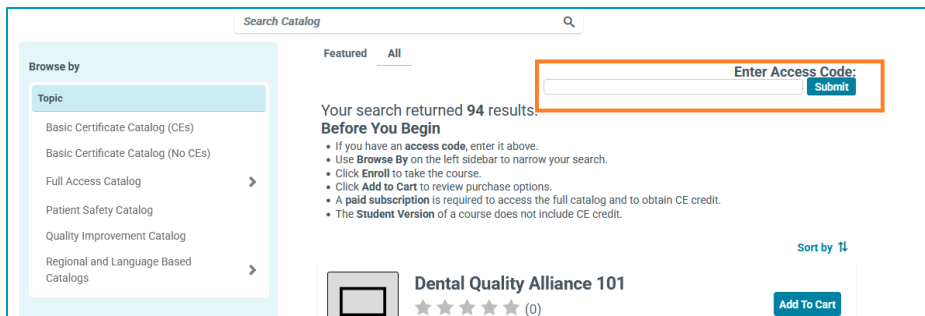 Search Catalog
Browse by
Topic
Basic Certificate Catalog (CEs)
Basic Certificate Catalog (No CEs)
Full Access Catalog
Patient Safety Catalog
Quality Improvement Catalog
Regional and Language Based
Catalogs
Featured All
Enter Access Code:
Submit
Your search returned 94 results.
Before You Begin
• If you have an access code, enter it above.
• Use Browse By on the left sidebar to narrow your search.
• Click Enroll to take the course.
• Click Add to Cart to review purchase options.
• A paid subscription is required to access the full catalog and to obtain CE credit.
• The Student Version of a course does not include CE credit.
Sort by
Dental Quality Alliance 101
(0)
Add To Cart